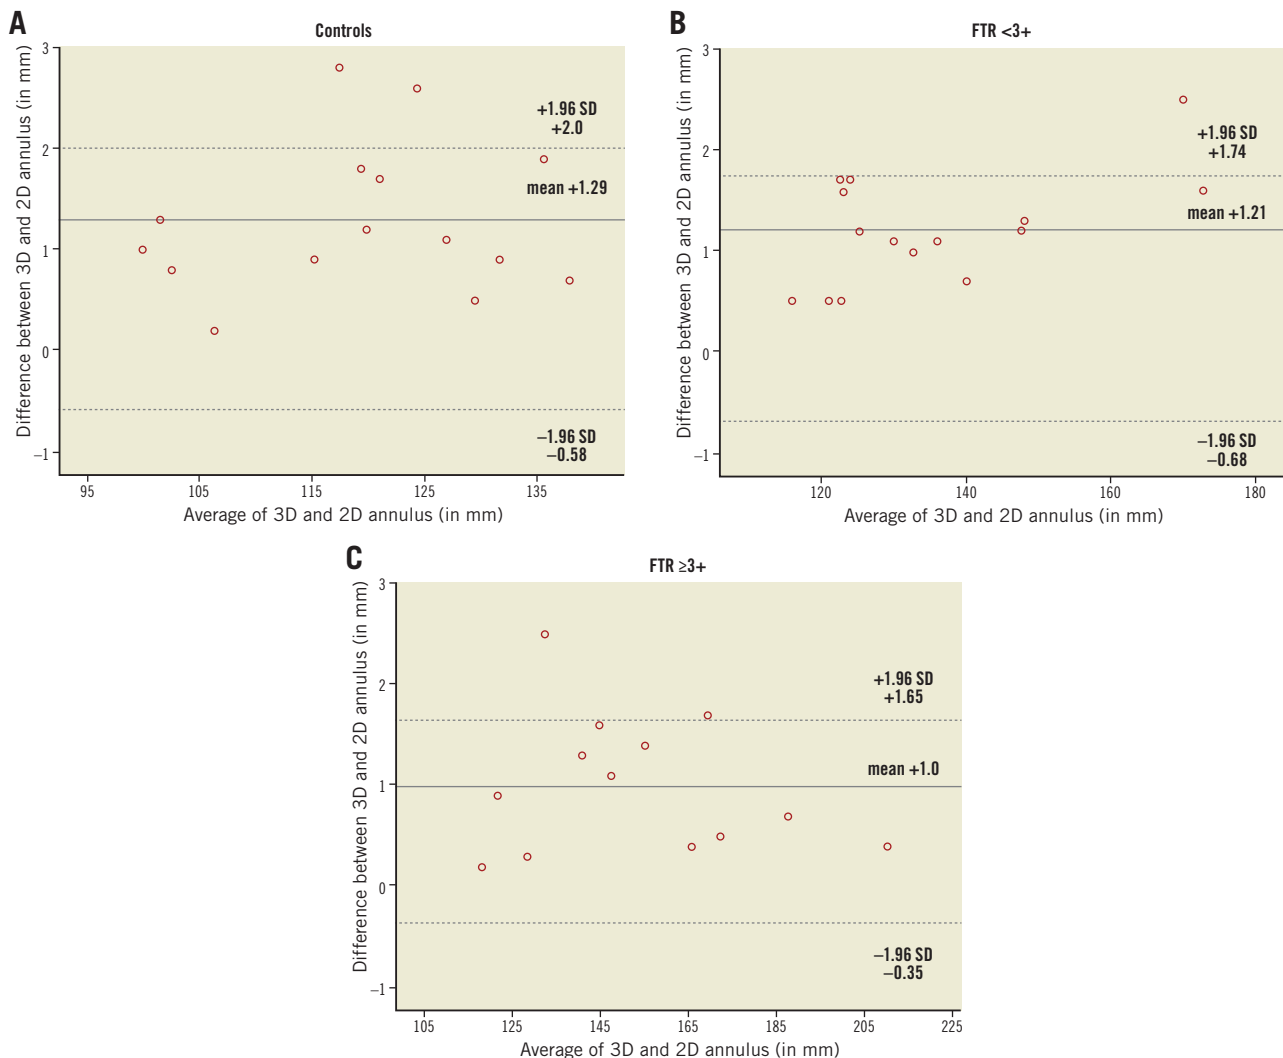 A
Controls
Difference between 3D and 2D annulus (in mm)
3
2
1
0
−1
+1.96 SD
+2.0
mean +1.29
−1.96 SD
−0.58
95
105
115
125
135
Average of 3D and 2D annulus (in mm)
B
FTR <3+
Difference between 3D and 2D annulus (in mm)
3
2
1
0
−1
+1.96 SD
+1.74
mean +1.21
−1.96 SD
−0.68
120
140
160
180
Average of 3D and 2D annulus (in mm)
C
FTR ≥3+
Difference between 3D and 2D annulus (in mm)
3
2
1
0
−1
+1.96 SD
+1.65
mean +1.0
−1.96 SD
−0.35
105
125
145
165
185
205
225
Average of 3D and 2D annulus (in mm)